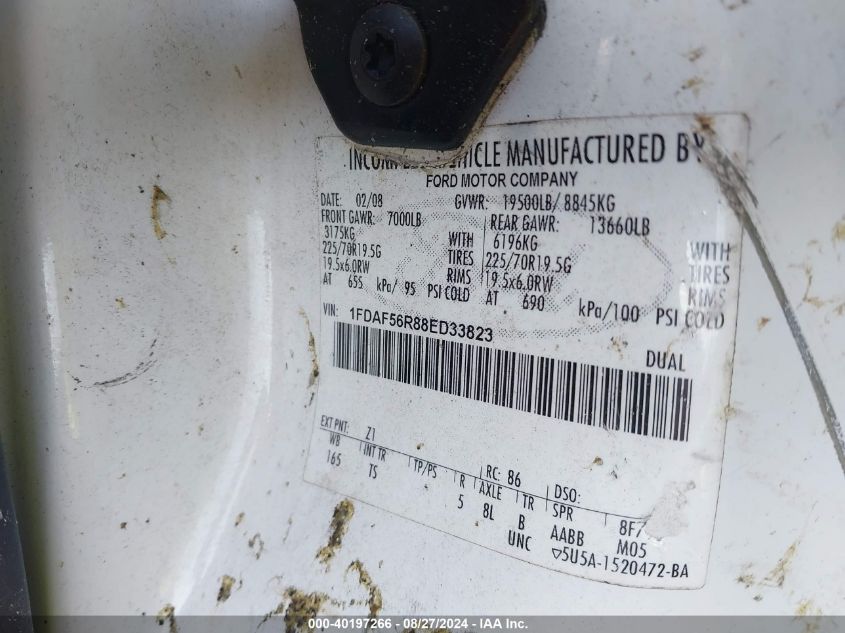 VEHICLE MANUFACTURED BY
FORD MOTOR COMPANY
DATE: 02/08 GVWR: 19500LB/ 8845KG
FRONT GAWR: 7000LB REAR GAWR: 13660LB
3175KG WITH 6196KG WITH
225/70R19.5G TIRES 225/70R19.5G TIRES
19.5x6.0RW RIMS 19.5x6.0RW RIMS
AT 655 kPa/ 95 PSI COLD AT 690 kPa/100 PSI COLD
VIN: 1FDAF56R88ED33823
DUAL
EXT PNT: Z1 RC: 86 DSO:
WB INT TR TP/PS R AXLE TR SPR 8F7
165 TS - 5 8L B AABB M05
UNC ▽5U5A-1520472-BA
000-40197266 - 08/27/2024 - IAA Inc.